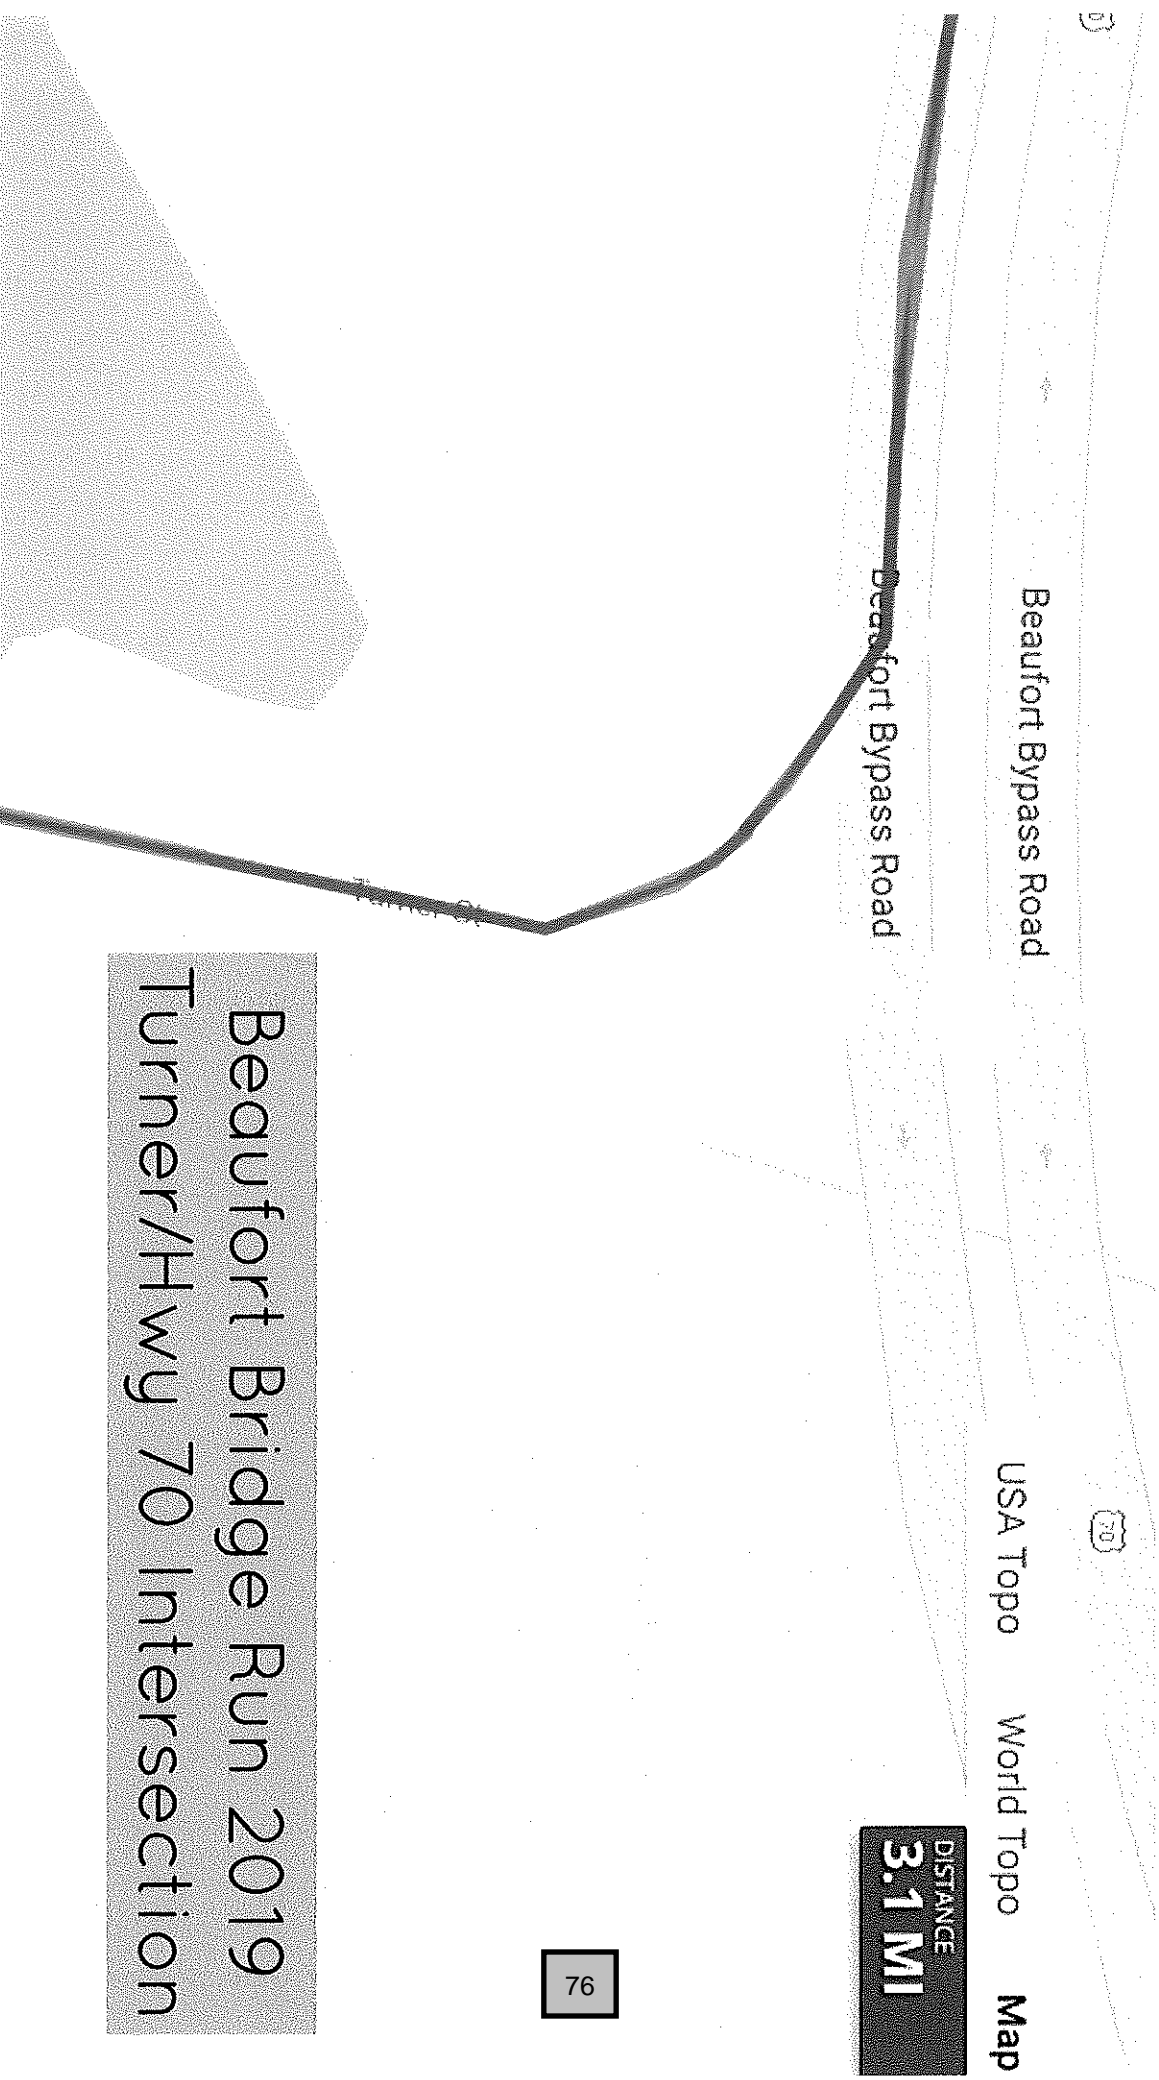 USA Topo World Topo Map
70
Beaufort Bypass Road
DISTANCE
3.1 MI
Bypass Road
Beaufort Bridge Run 2019
Turner/Hwy 70 Intersection
76